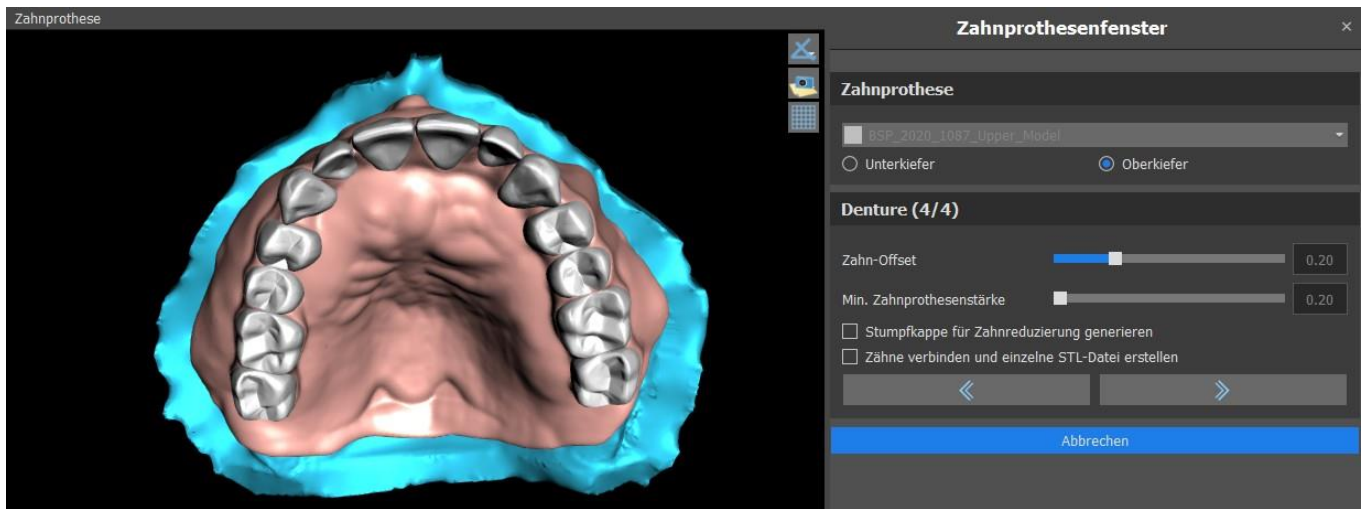 Zahnprothese
Zahnprothesenfenster
Zahnprothese
BSP_2020_1087_Upper_Model
Unterkiefer
Oberkiefer
Denture (4/4)
Zahn-Offset
0.20
Min. Zahnprothesenstärke
0.20
Stumpfkappe für Zahnreduzierung generieren
Zähne verbinden und einzelne STL-Datei erstellen
Abbrechen